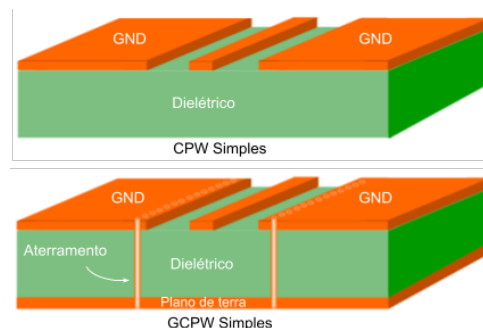 GND
GND
Dielétrico
CPW Simples
GND
GND
Aterramento
Dielétrico
Plano de terra
GCPW Simples